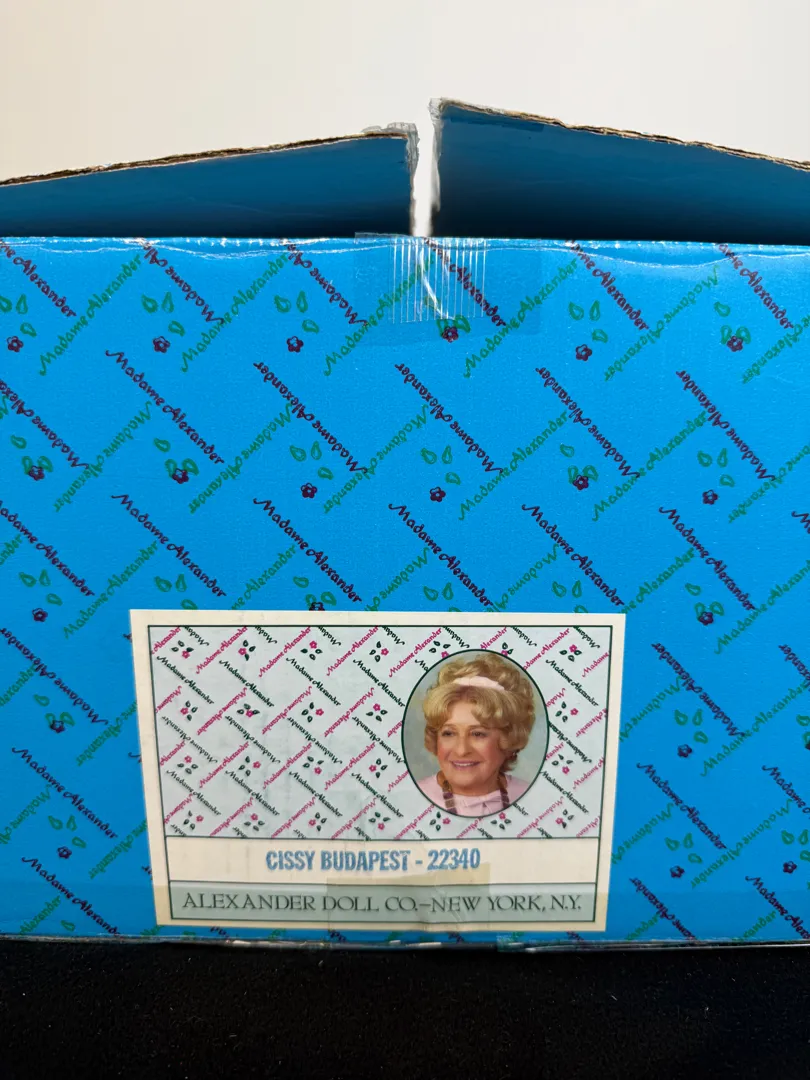 Madame Alexander
CISSY BUDAPEST - 22340
ALEXANDER DOLL CO.–NEW YORK, N.Y.